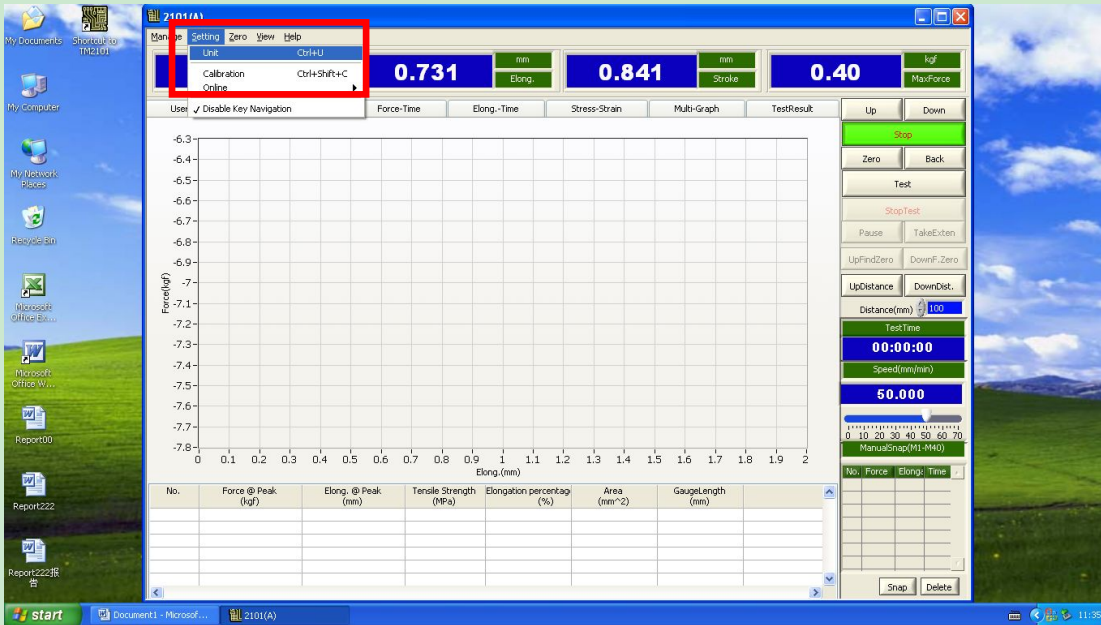 My Documents
Shortcut to
TM2101
My Computer
My Network
Places
Recycle Bin
Microsoft
Office Ex...
Microsoft
Office W...
Report00
Report222
Report222报
告
2101(A)
Manage Setting Zero View Help
Unit Ctrl+U
Calibration Ctrl+Shift+C
Online
✓ Disable Key Navigation
0.731 mm Elong.
0.841 mm Stroke
0.40 kgf MaxForce
User Force-Time Elong.-Time Stress-Strain Multi-Graph TestResult
Force(kgf)
-6.3
-6.4
-6.5
-6.6
-6.7
-6.8
-6.9
-7
-7.1
-7.2
-7.3
-7.4
-7.5
-7.6
-7.7
-7.8
0 0.1 0.2 0.3 0.4 0.5 0.6 0.7 0.8 0.9 1 1.1 1.2 1.3 1.4 1.5 1.6 1.7 1.8 1.9 2
Elong.(mm)
No. Force @ Peak Elong. @ Peak Tensile Strength Elongation percentag Area GaugeLength
(kgf) (mm) (MPa) (%) (mm^2) (mm)
Up Down
Stop
Zero Back
Test
StopTest
Pause TakeExten
UpFindZero DownF.Zero
UpDistance DownDist.
Distance(mm) 100
TestTime
00:00:00
Speed(mm/min)
50.000
0 10 20 30 40 50 60 70
ManualSnap(M1-M40)
No. Force Elong. Time
Snap Delete
start Document1 - Microsof... 2101(A) 11:35